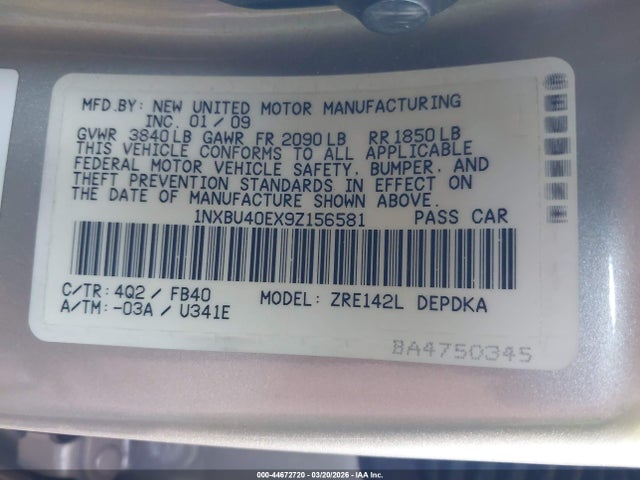 MFD.BY: NEW UNITED MOTOR MANUFACTURING
INC. 01/09
GVWR 3840LB GAWR FR 2090LB RR 1850LB
THIS VEHICLE CONFORMS TO ALL APPLICABLE
FEDERAL MOTOR VEHICLE SAFETY, BUMPER, AND
THEFT PREVENTION STANDARDS IN EFFECT ON
THE DATE OF MANUFACTURE SHOWN ABOVE.
1NXBU40EX9Z156581 PASS CAR
C/TR: 4Q2 / FB40
MODEL: ZRE142L DEPDKA
A/TM: -03A / U341E
BA4750345
000-44672720 | 03/20/2026 | IAA Inc.